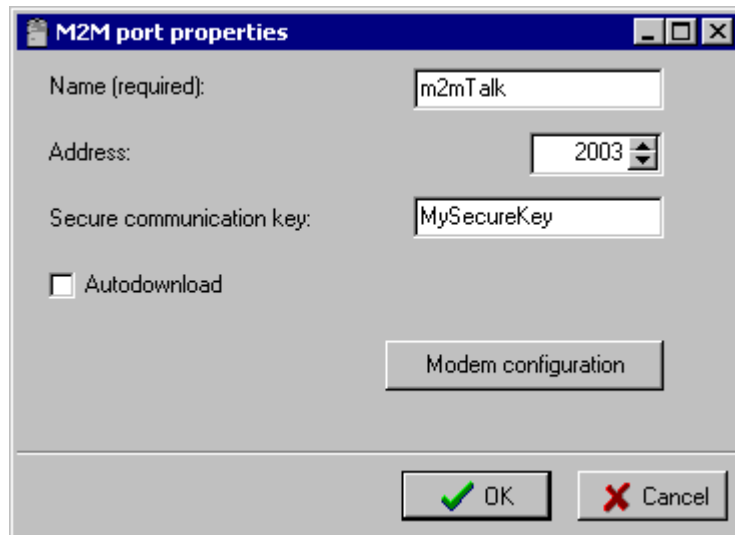 M2M port properties
Name (required): m2mTalk
Address: 2003
Secure communication key: MySecureKey
Autodownload
Modem configuration
OK Cancel